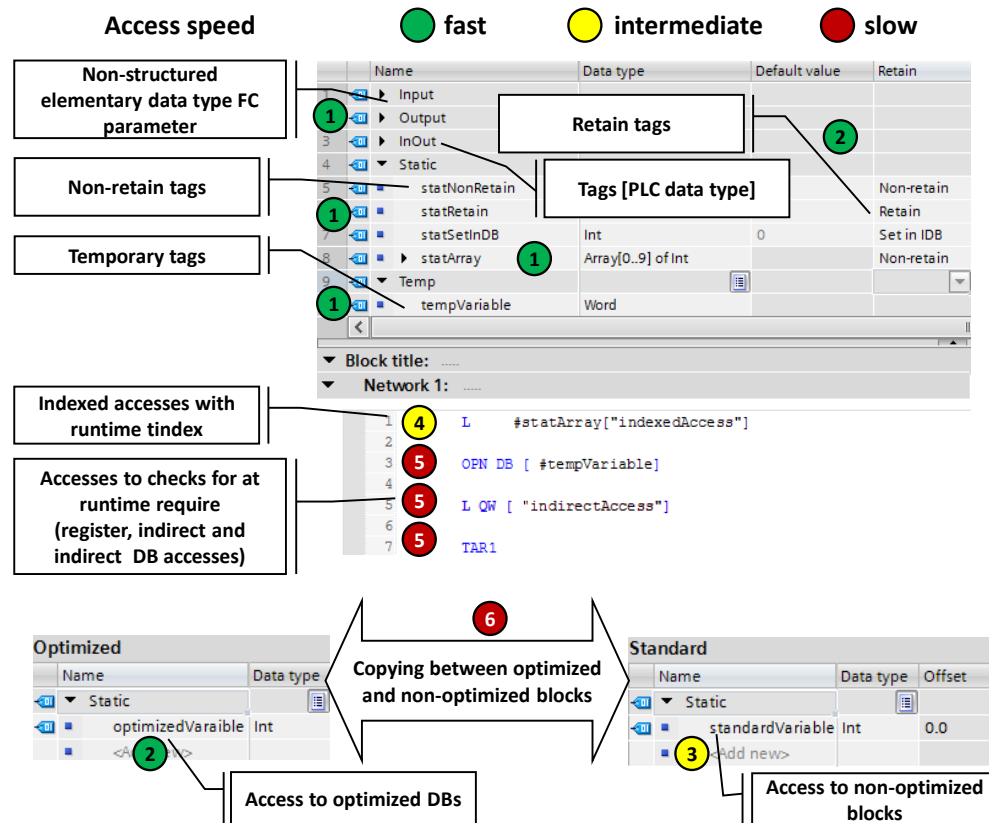 Access speed
fast
intermediate
slow
Non-structured
elementary data type FC
parameter
Non-retain tags
Temporary tags
Name Data type Default value Retain
Input
1 Output
3 InOut
4 Static
5 statNonRetain Non-retain
1 statRetain Retain
7 statSetInDB Int 0 Set in IDB
8 statArray 1 Array[0..9] of Int Non-retain
9 Temp
1 tempVariable Word
Retain tags
2
Tags [PLC data type]
Block title: .....
Network 1: .....
Indexed accesses with
runtime tindex
Accesses to checks for at
runtime require
(register, indirect and
indirect DB accesses)
1 4 L #statArray["indexedAccess"]
2
3 5 OPN DB [ #tempVariable]
4
5 5 L QW [ "indirectAccess"]
6
7 5 TAR1
6
Copying between optimized
and non-optimized blocks
Optimized
Name Data type
Static
optimizedVaraible Int
2
Access to optimized DBs
Standard
Name Data type Offset
Static
standardVariable Int 0.0
3 <Add new>
Access to non-optimized
blocks